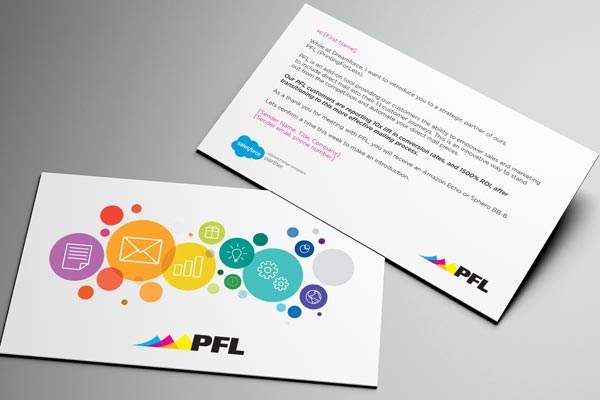 Hi [First Name],
While at Dreamforce, I want to introduce you to a strategic partner of ours,
PFL (PrintingForLess).
PFL is an add-on tool providing our customers the ability to empower sales and marketing
to include direct mail into their 1:1 customer journeys. This is an innovative way to stand
out from the competition and automate your direct mail pieces.
Our PFL customers are reporting 10x lift in conversion rates, and 1500% ROI, after
transitioning to this more effective mailing process.
As a thank you for meeting with PFL, you will receive an Amazon Echo or Sphero BB-8.
Lets confirm a time this week to make an introduction.
[Sender Name, Title, Company]
[Sender email, phone number]
salesforce
partner
PFL
PFL